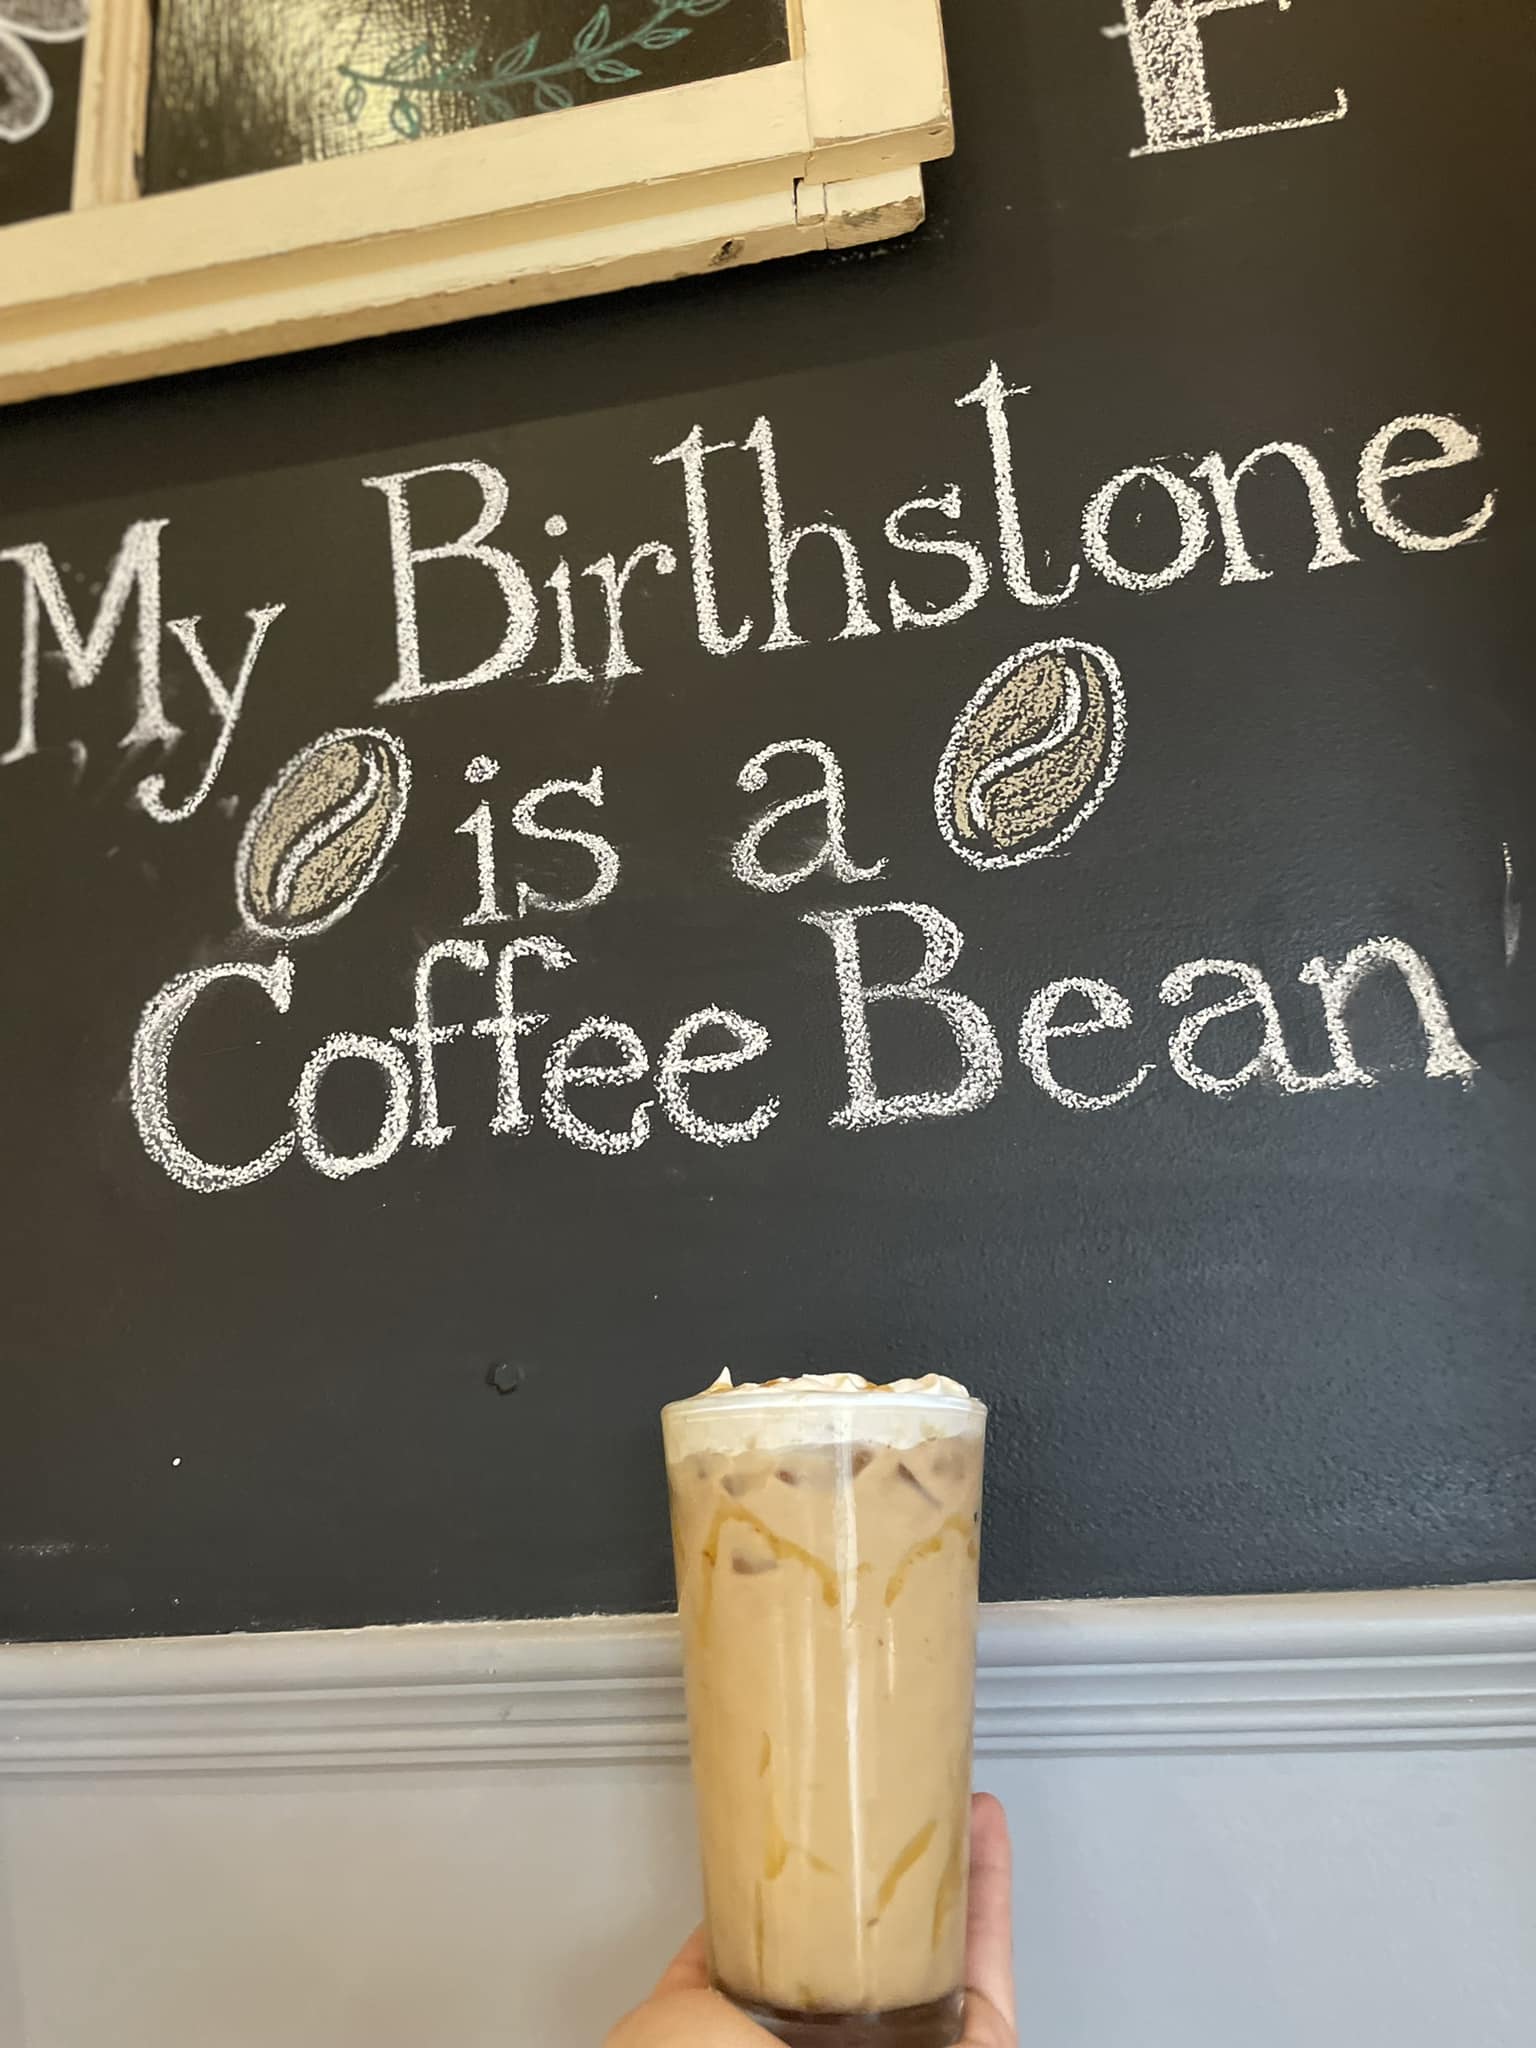 E
My Birthstone
is a
Coffee Bean